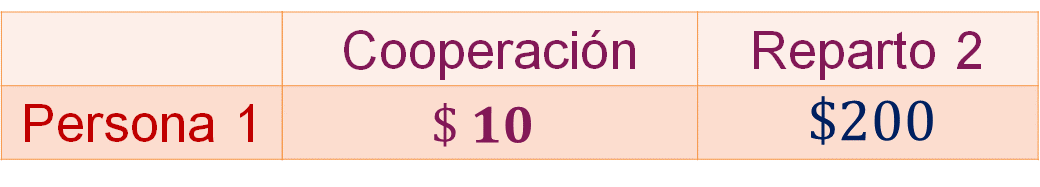 Cooperación Reparto 2
Persona 1 $ 10 $200